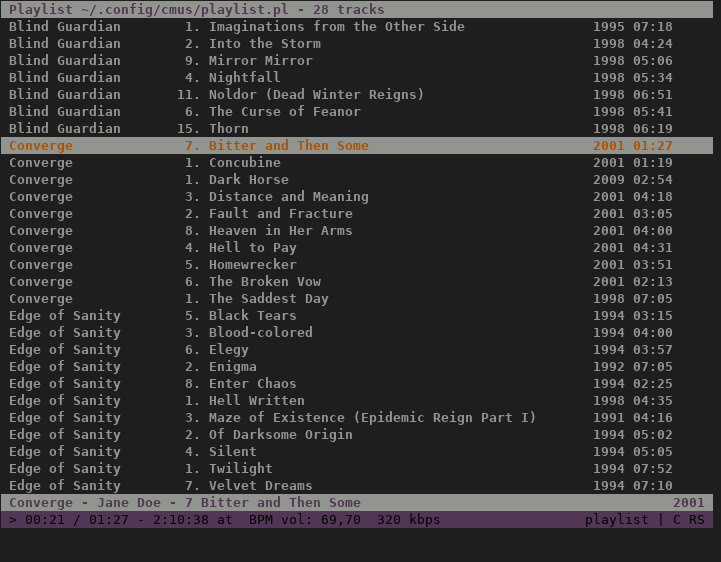 Playlist ~/.config/cmus/playlist.pl - 28 tracks
Blind Guardian 1. Imaginations from the Other Side 1995 07:18
Blind Guardian 2. Into the Storm 1998 04:24
Blind Guardian 9. Mirror Mirror 1998 05:06
Blind Guardian 4. Nightfall 1998 05:34
Blind Guardian 11. Noldor (Dead Winter Reigns) 1998 06:51
Blind Guardian 6. The Curse of Feanor 1998 05:41
Blind Guardian 15. Thorn 1998 06:19
Converge 7. Bitter and Then Some 2001 01:27
Converge 1. Concubine 2001 01:19
Converge 1. Dark Horse 2009 02:54
Converge 3. Distance and Meaning 2001 04:18
Converge 2. Fault and Fracture 2001 03:05
Converge 8. Heaven in Her Arms 2001 04:00
Converge 4. Hell to Pay 2001 04:31
Converge 5. Homewrecker 2001 03:51
Converge 6. The Broken Vow 2001 02:13
Converge 1. The Saddest Day 1998 07:05
Edge of Sanity 5. Black Tears 1994 03:15
Edge of Sanity 3. Blood-colored 1994 04:00
Edge of Sanity 6. Elegy 1994 03:57
Edge of Sanity 2. Enigma 1992 07:05
Edge of Sanity 8. Enter Chaos 1994 02:25
Edge of Sanity 1. Hell Written 1998 04:35
Edge of Sanity 3. Maze of Existence (Epidemic Reign Part I) 1991 04:16
Edge of Sanity 2. Of Darksome Origin 1994 05:02
Edge of Sanity 4. Silent 1994 05:05
Edge of Sanity 1. Twilight 1994 07:52
Edge of Sanity 7. Velvet Dreams 1994 07:10
Converge - Jane Doe - 7 Bitter and Then Some 2001
> 00:21 / 01:27 - 2:10:38 at  BPM vol: 69,70  320 kbps playlist | C RS